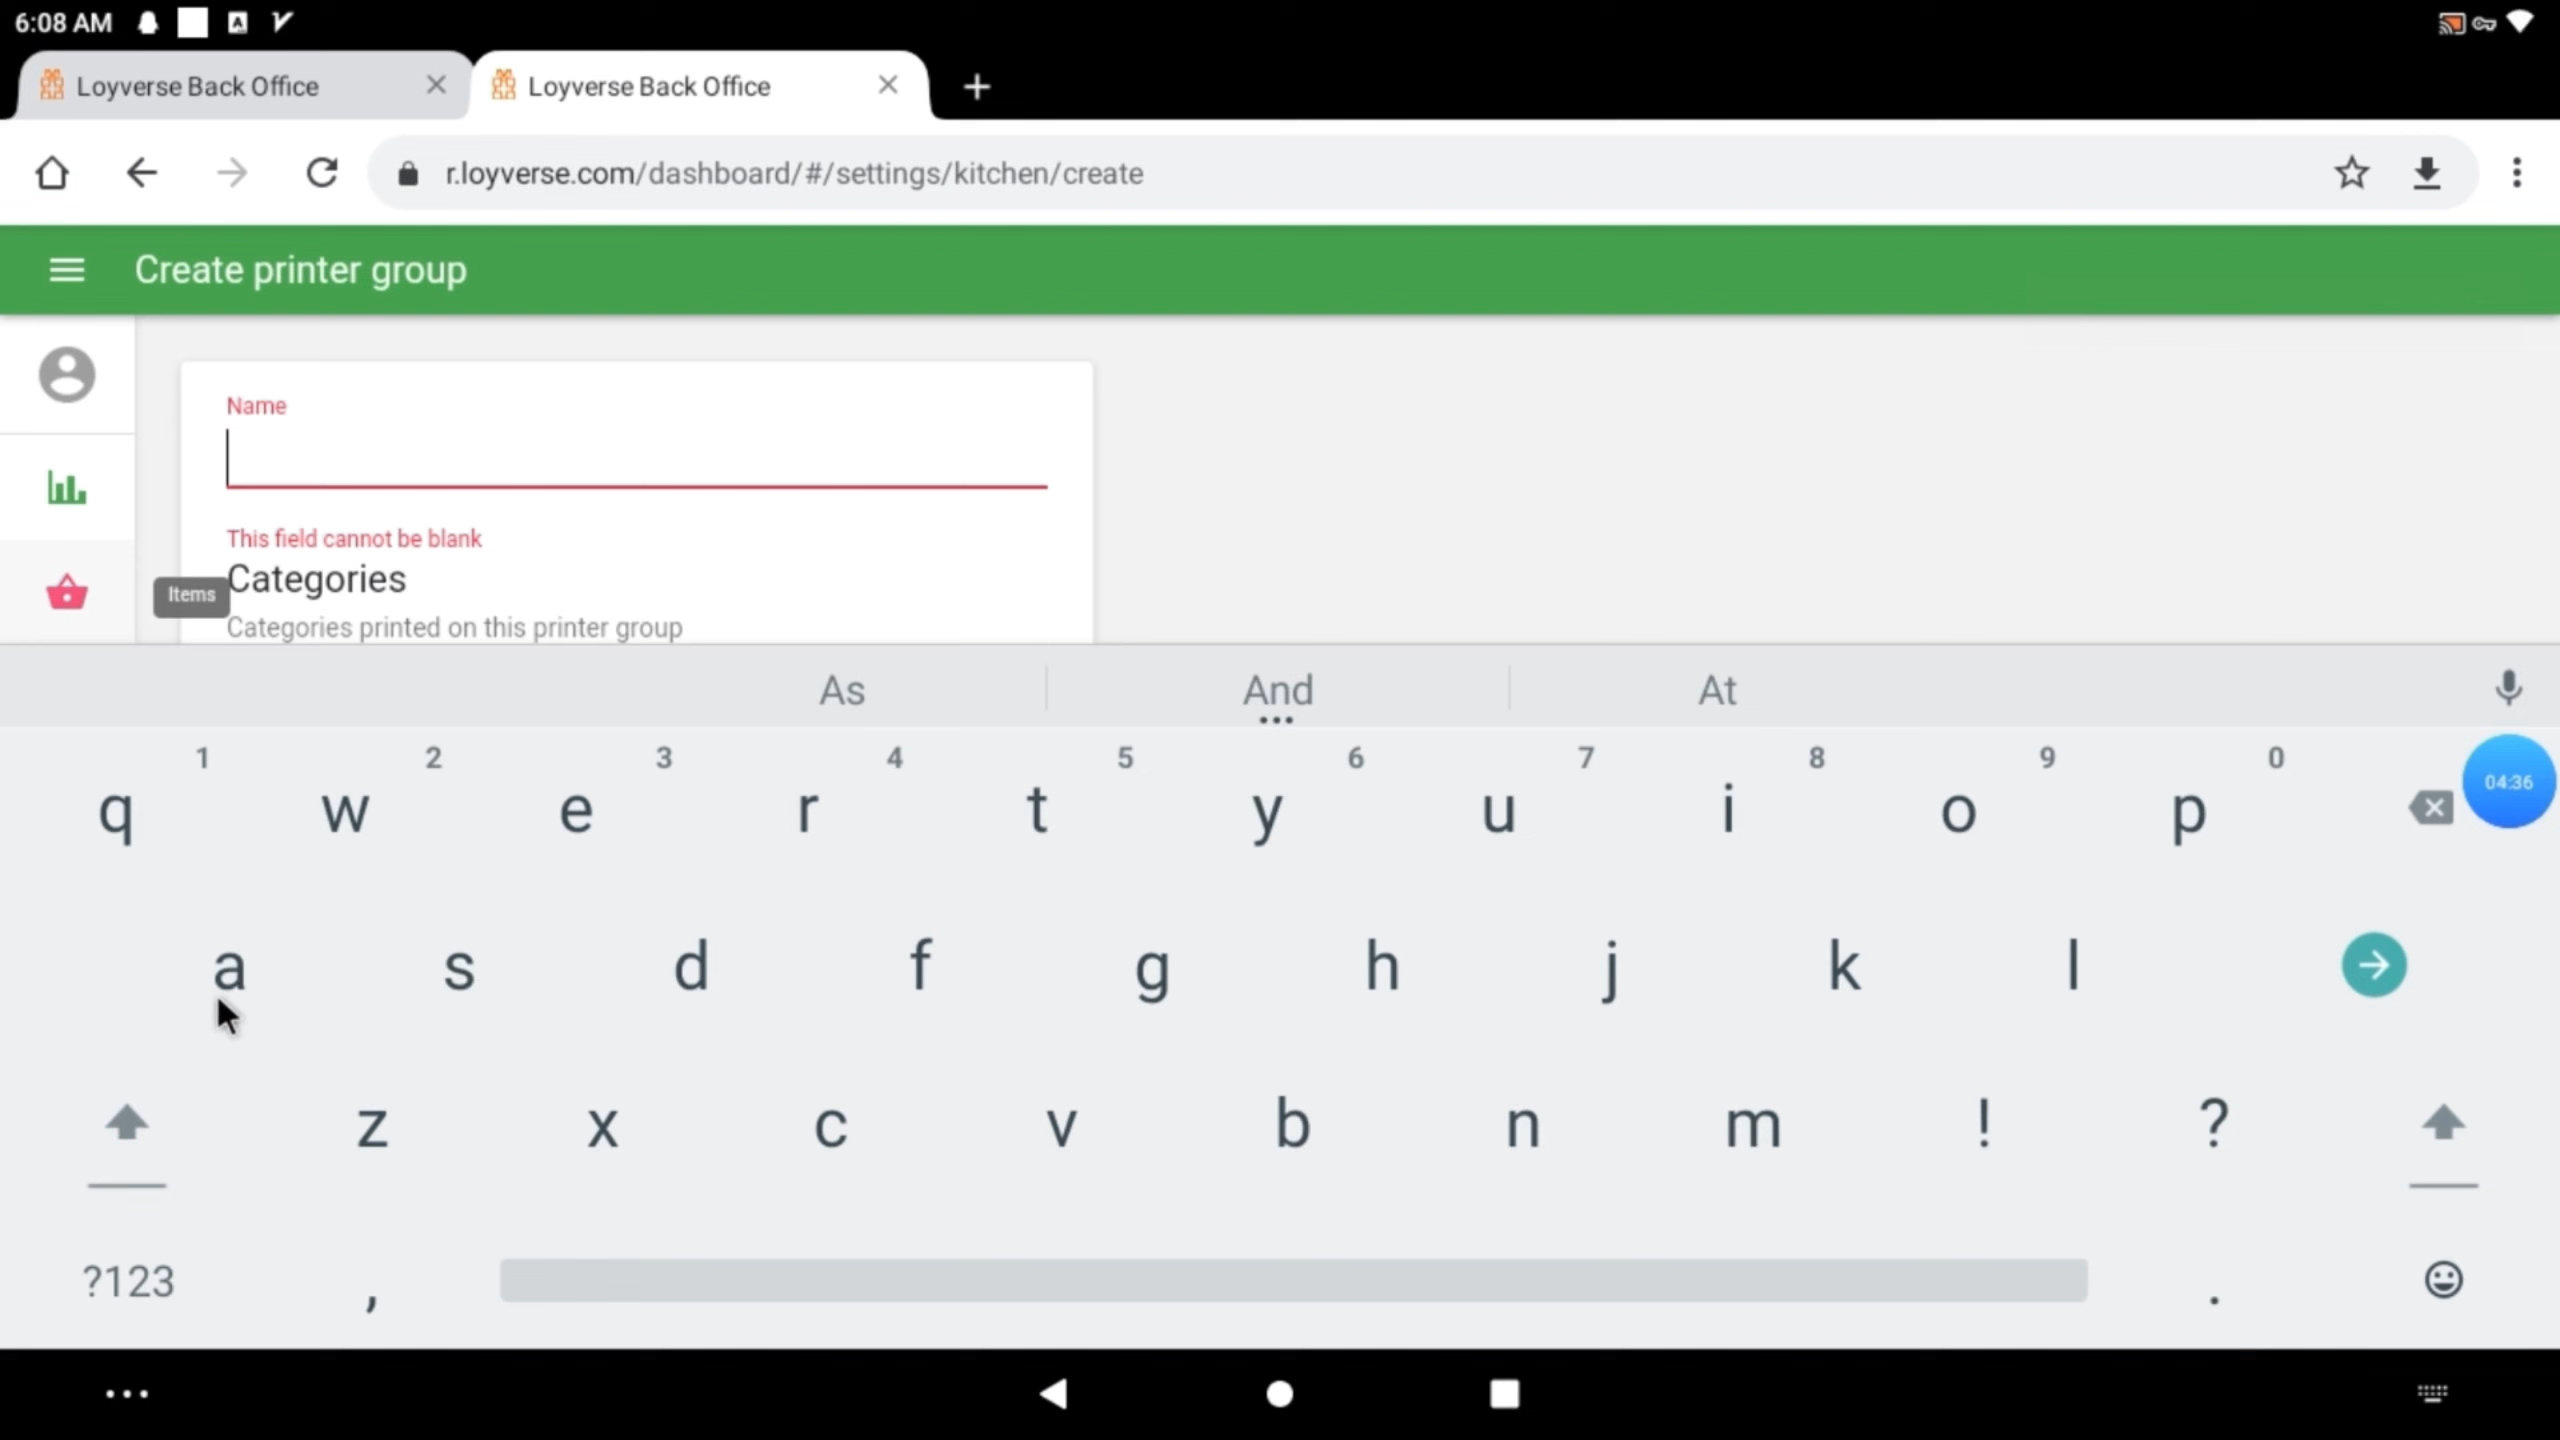 6:08 AM
Loyverse Back Office
Loyverse Back Office
r.loyverse.com/dashboard/#/settings/kitchen/create
Create printer group
Name
This field cannot be blank
Categories
Items
Categories printed on this printer group
As And At
1 2 3 4 5 6 7 8 9 0
q w e r t y u i o p
04:36
a s d f g h j k l
z x c v b n m ! ?
?123 , .